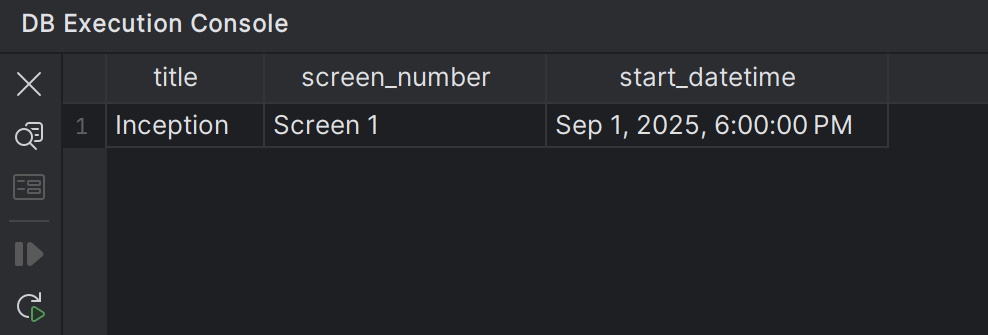 DB Execution Console
title screen_number start_datetime
1 Inception Screen 1 Sep 1, 2025, 6:00:00 PM